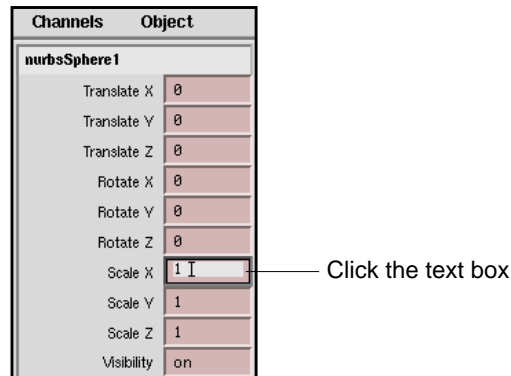 Channels Object
nurbsSphere1
Translate X 0
Translate Y 0
Translate Z 0
Rotate X 0
Rotate Y 0
Rotate Z 0
Scale X 1 Click the text box
Scale Y 1
Scale Z 1
Visibility on